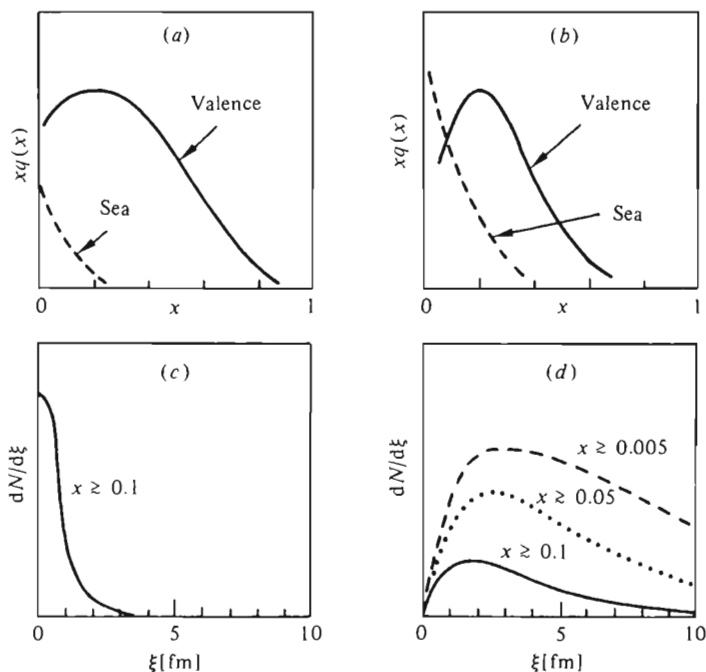 (a)
Valence
Sea
xq(x)
0
x
1
(b)
Valence
Sea
xq(x)
0
x
1
(c)
x ≳ 0.1
dN/dξ
0
5
10
ξ[fm]
(d)
x ≳ 0.005
x ≳ 0.05
x ≳ 0.1
dN/dξ
0
5
10
ξ[fm]